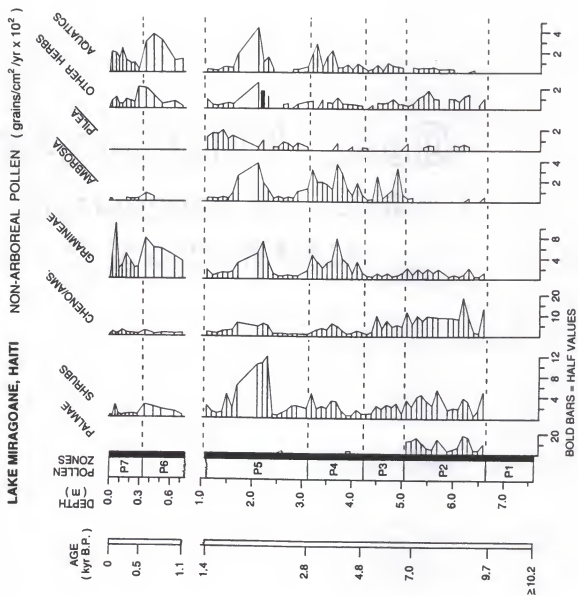 LAKE MIRAGOANE, HAITI NON-ARBOREAL POLLEN (grains/cm²/yr x 10²)
AGE
(kyr B.P.)
0
0.5
1.1
1.4
2.8
4.8
7.0
9.7
≥10.2
DEPTH
(m)
0.0
0.3
0.6
1.0
2.0
3.0
4.0
5.0
6.0
7.0
POLLEN
ZONES
P7
P6
P5
P4
P3
P2
P1
PALMAE
20
SHRUBS
4
8
12
CHENO/AMS.
10
20
GRAMINEAE
4
8
AMBROSIA
2
4
PILEA
2
OTHER HERBS
2
AQUATICS
2
4
BOLD BARS = HALF VALUES